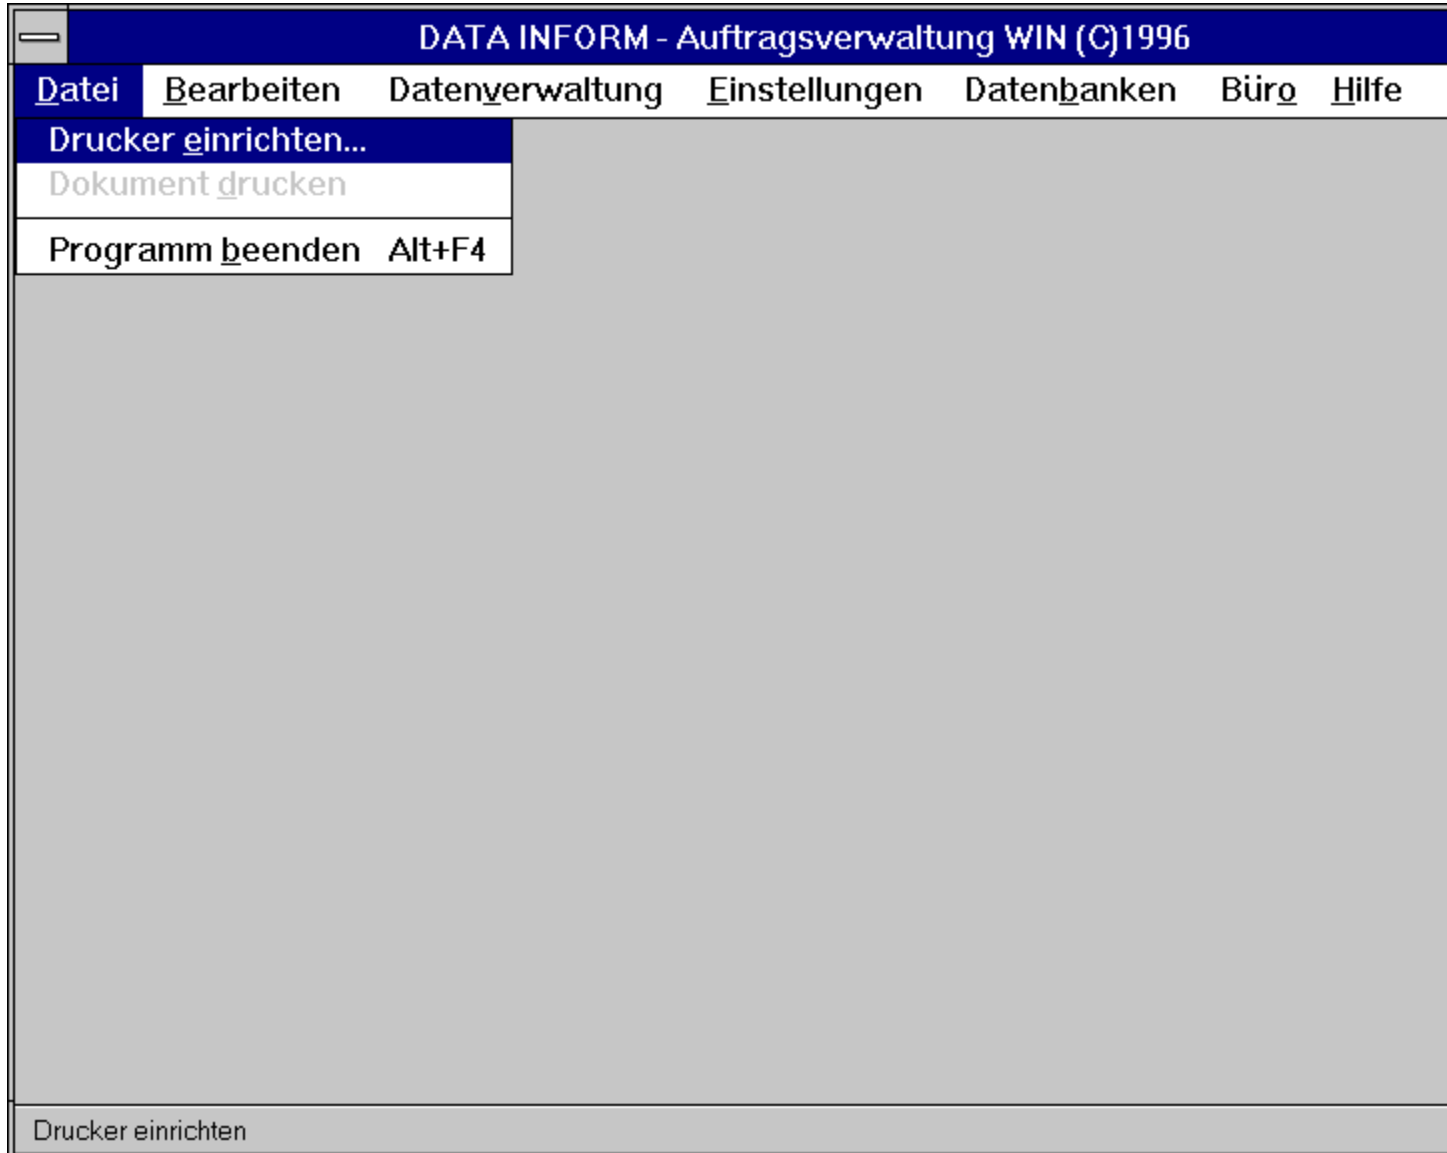 DATA INFORM - Auftragsverwaltung WIN (C)1996
Datei Bearbeiten Datenverwaltung Einstellungen Datenbanken Büro Hilfe
Drucker einrichten...
Dokument drucken
Programm beenden Alt+F4
Drucker einrichten